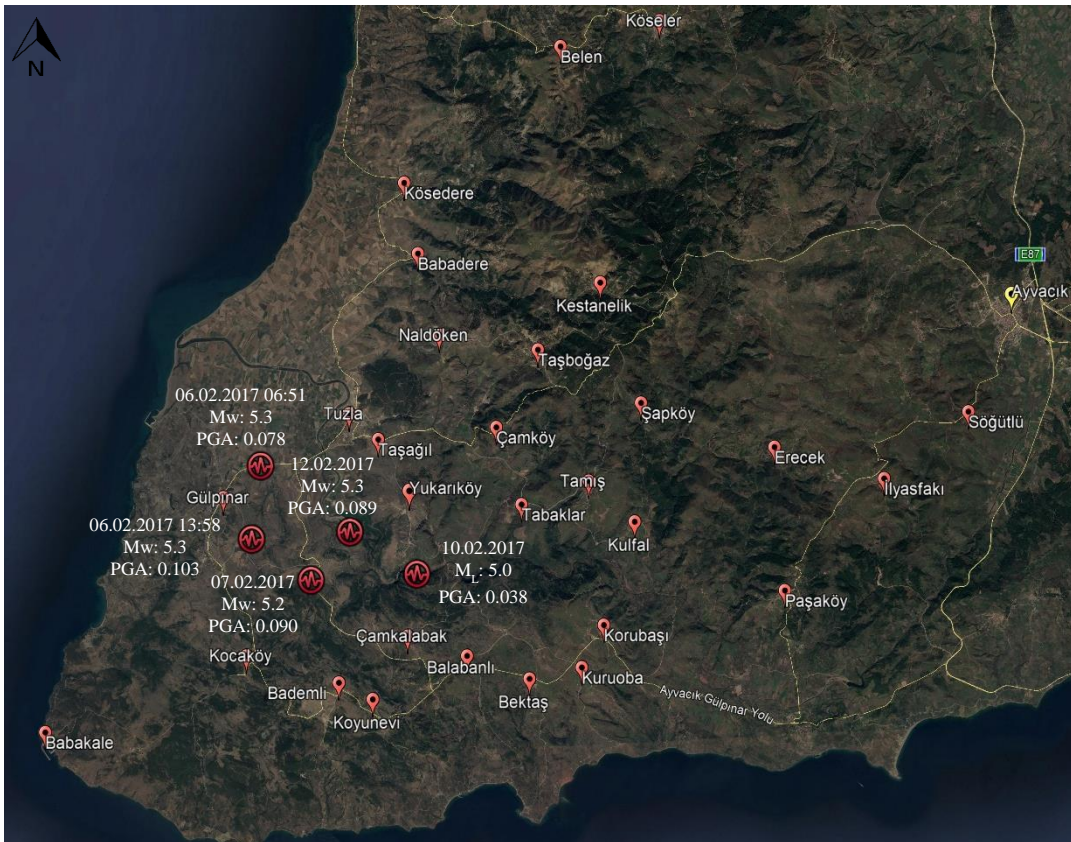 Köseler
Belen
N
Kösedere
Babadere
E87
Ayvacık
Kestanelik
Naldöken
Taşboğaz
06.02.2017 06:51
Mw: 5.3
PGA: 0.078
Tuzla
Şapköy
Söğütlü
Çamköy
Taşağıl
Erecek
12.02.2017
Mw: 5.3
PGA: 0.089
Yukarıköy
Tamış
İlyasfakı
Gülpınar
Tabaklar
06.02.2017 13:58
Mw: 5.3
PGA: 0.103
Kulfal
10.02.2017
ML: 5.0
PGA: 0.038
07.02.2017
Mw: 5.2
PGA: 0.090
Paşaköy
Çamkalabak
Korubaşı
Kocaköy
Balabanlı
Kuruoba
Bademli
Bektaş
Koyunevi
Ayvacık Gülpınar Yolu
Babakale